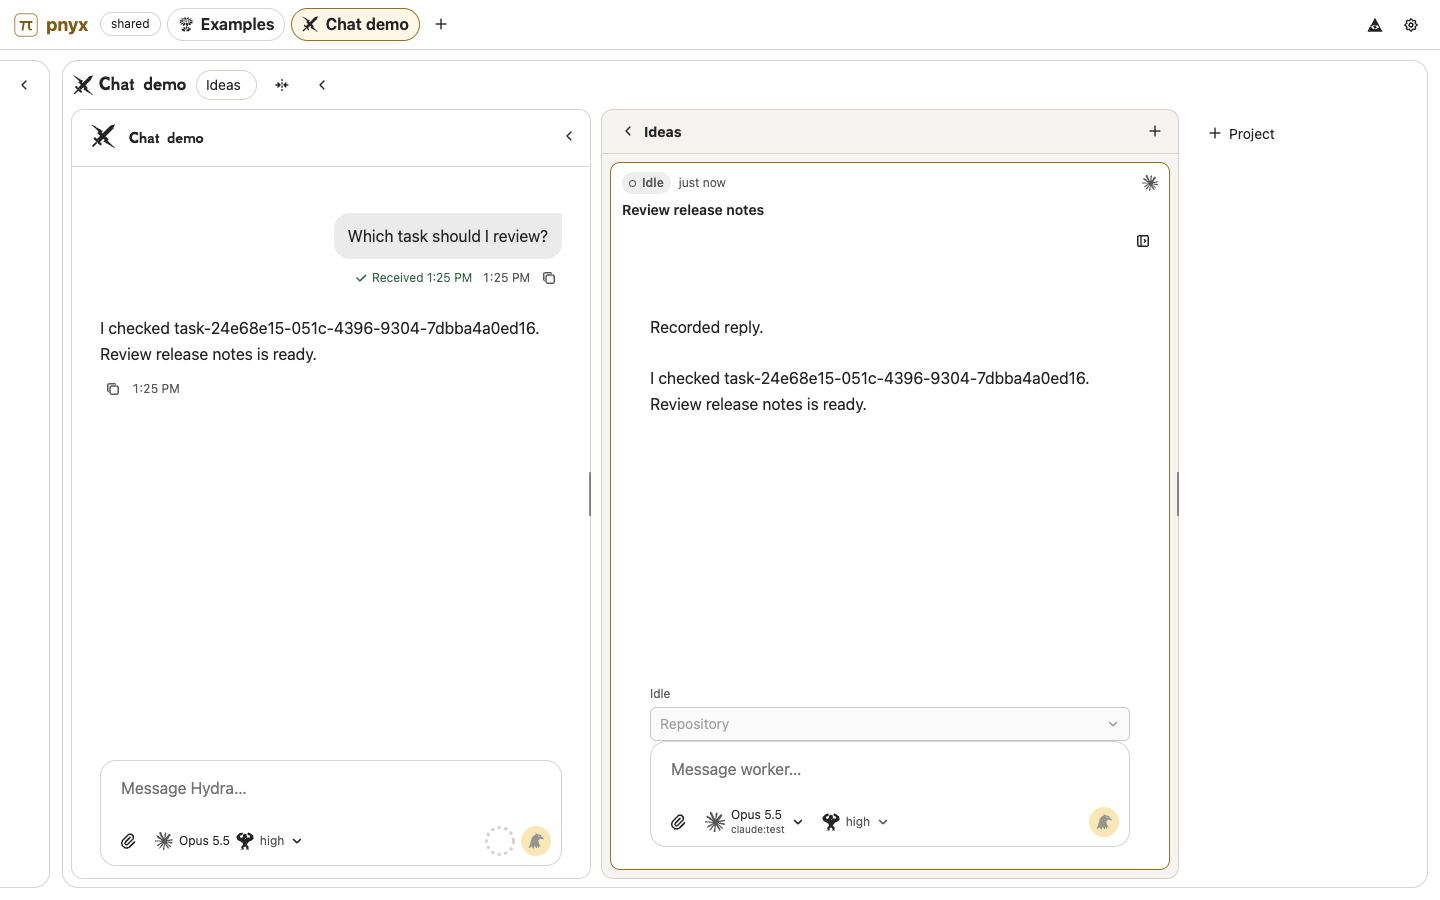 π pnyx shared Examples Chat demo
Chat demo Ideas
Chat demo
Which task should I review?
Received 1:25 PM 1:25 PM
I checked task-24e68e15-051c-4396-9304-7dbba4a0ed16.
Review release notes is ready.
1:25 PM
Message Hydra...
Opus 5.5 high
Ideas
Idle just now
Review release notes
Recorded reply.
I checked task-24e68e15-051c-4396-9304-7dbba4a0ed16.
Review release notes is ready.
Idle
Repository
Message worker...
Opus 5.5
claude:test
high
Project